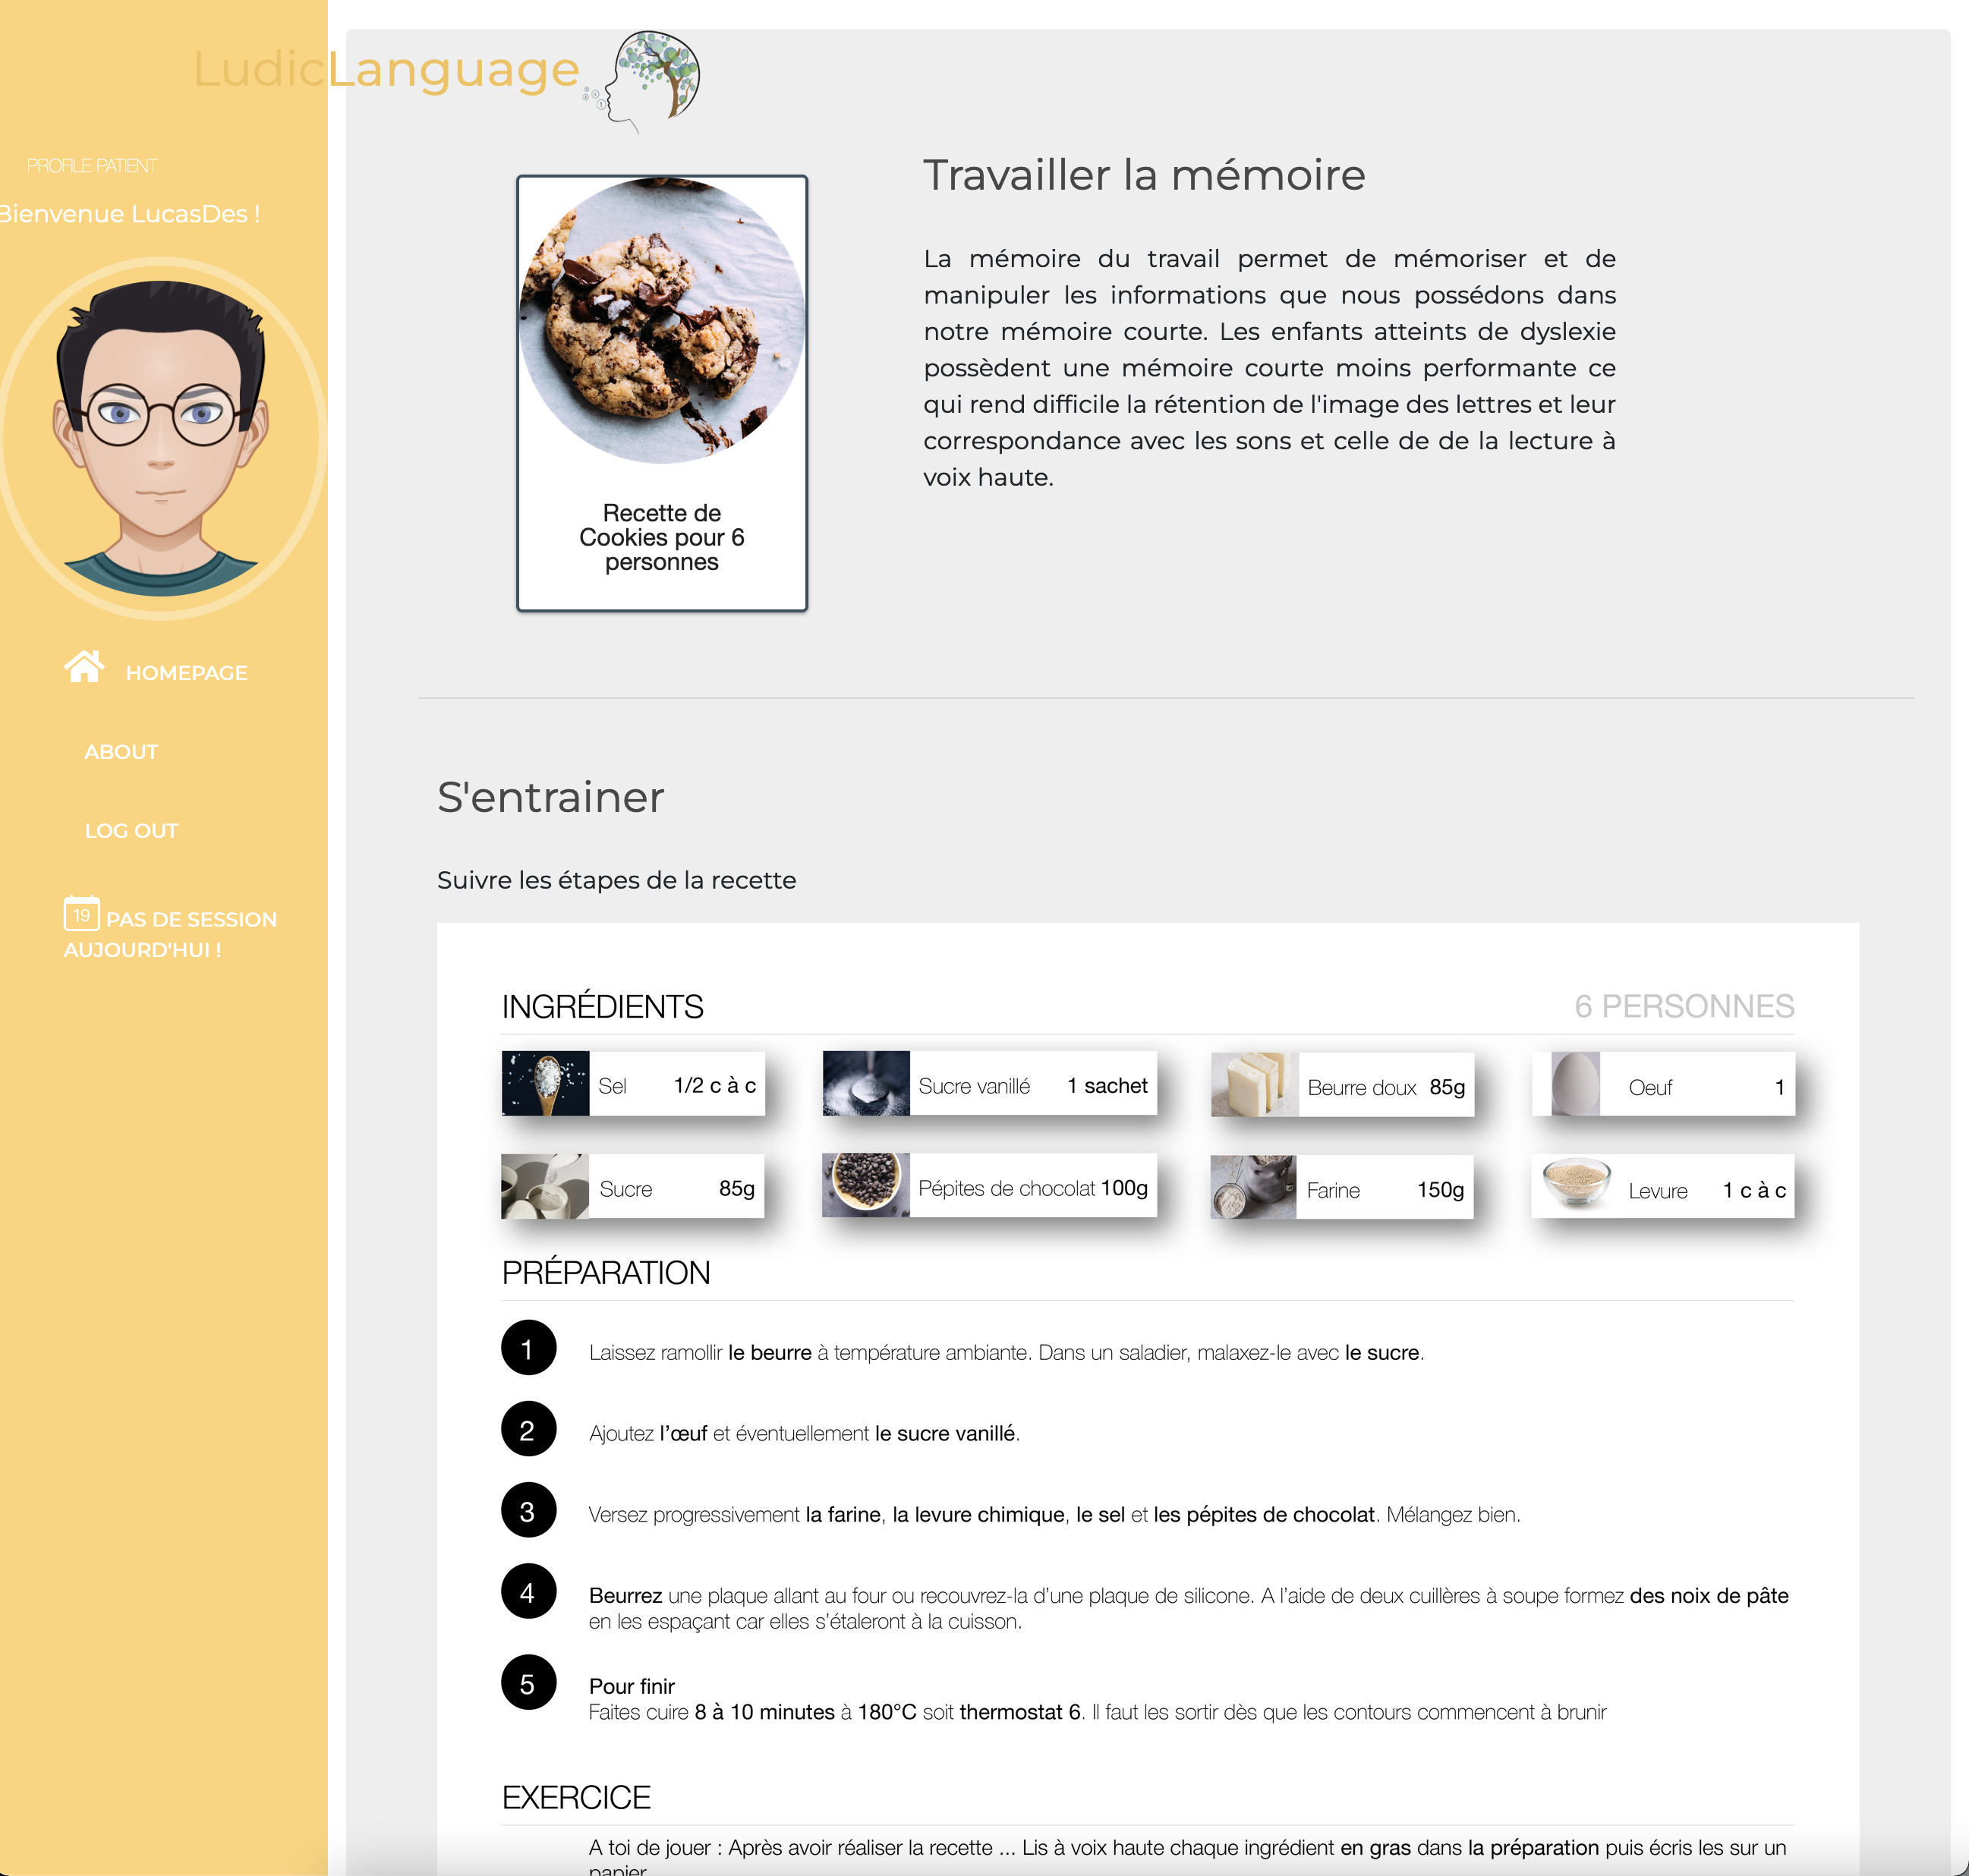 LudicLanguage
PROFILE PATIENT
Bienvenue LucasDes !
HOMEPAGE
ABOUT
LOG OUT
19 PAS DE SESSION
AUJOURD'HUI !
Recette de
Cookies pour 6
personnes
Travailler la mémoire
La mémoire du travail permet de mémoriser et de
manipuler les informations que nous possédons dans
notre mémoire courte. Les enfants atteints de dyslexie
possèdent une mémoire courte moins performante ce
qui rend difficile la rétention de l'image des lettres et leur
correspondance avec les sons et celle de de la lecture à
voix haute.
S'entrainer
Suivre les étapes de la recette
INGRÉDIENTS 6 PERSONNES
Sel 1/2 c à c Sucre vanillé 1 sachet Beurre doux 85g Oeuf 1
Sucre 85g Pépites de chocolat 100g Farine 150g Levure 1 c à c
PRÉPARATION
1 Laissez ramollir le beurre à température ambiante. Dans un saladier, malaxez-le avec le sucre.
2 Ajoutez l’œuf et éventuellement le sucre vanillé.
3 Versez progressivement la farine, la levure chimique, le sel et les pépites de chocolat. Mélangez bien.
4 Beurrez une plaque allant au four ou recouvrez-la d’une plaque de silicone. A l’aide de deux cuillères à soupe formez des noix de pâte
en les espaçant car elles s’étaleront à la cuisson.
5 Pour finir
Faites cuire 8 à 10 minutes à 180°C soit thermostat 6. Il faut les sortir dès que les contours commencent à brunir
EXERCICE
A toi de jouer : Après avoir réaliser la recette ... Lis à voix haute chaque ingrédient en gras dans la préparation puis écris les sur un
papier